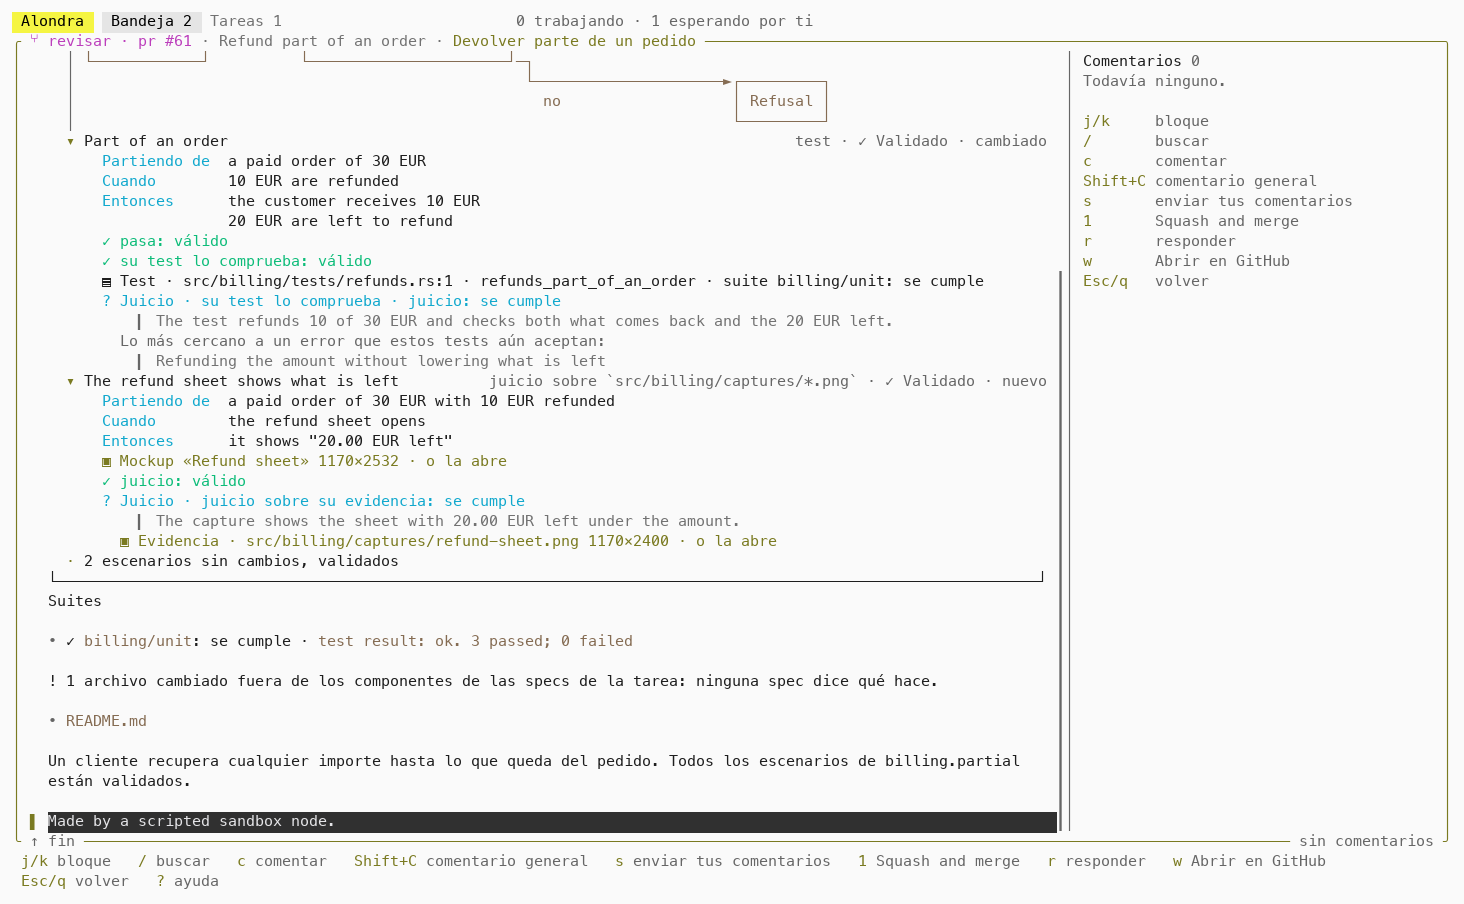 Alondra  Bandeja 2  Tareas 1  0 trabajando · 1 esperando por ti
revisar · pr #61 · Refund part of an order · Devolver parte de un pedido
no
Refusal
▾ Part of an order  test · ✓ Validado · cambiado
Partiendo de  a paid order of 30 EUR
Cuando  10 EUR are refunded
Entonces  the customer receives 10 EUR
20 EUR are left to refund
✓ pasa: válido
✓ su test lo comprueba: válido
▤ Test · src/billing/tests/refunds.rs:1 · refunds_part_of_an_order · suite billing/unit: se cumple
? Juicio · su test lo comprueba · juicio: se cumple
The test refunds 10 of 30 EUR and checks both what comes back and the 20 EUR left.
Lo más cercano a un error que estos tests aún aceptan:
Refunding the amount without lowering what is left
▾ The refund sheet shows what is left  juicio sobre `src/billing/captures/*.png` · ✓ Validado · nuevo
Partiendo de  a paid order of 30 EUR with 10 EUR refunded
Cuando  the refund sheet opens
Entonces  it shows "20.00 EUR left"
▣ Mockup «Refund sheet» 1170×2532 · o la abre
✓ juicio: válido
? Juicio · juicio sobre su evidencia: se cumple
The capture shows the sheet with 20.00 EUR left under the amount.
▣ Evidencia · src/billing/captures/refund-sheet.png 1170×2400 · o la abre
· 2 escenarios sin cambios, validados
Suites
• ✓ billing/unit: se cumple · test result: ok. 3 passed; 0 failed
! 1 archivo cambiado fuera de los componentes de las specs de la tarea: ninguna spec dice qué hace.
• README.md
Un cliente recupera cualquier importe hasta lo que queda del pedido. Todos los escenarios de billing.partial
están validados.
Made by a scripted sandbox node.
Comentarios 0
Todavía ninguno.
j/k  bloque
/  buscar
c  comentar
Shift+C  comentario general
s  enviar tus comentarios
1  Squash and merge
r  responder
w  Abrir en GitHub
Esc/q  volver
↑ fin  sin comentarios
j/k bloque  / buscar  c comentar  Shift+C comentario general  s enviar tus comentarios  1 Squash and merge  r responder  w Abrir en GitHub
Esc/q volver  ? ayuda